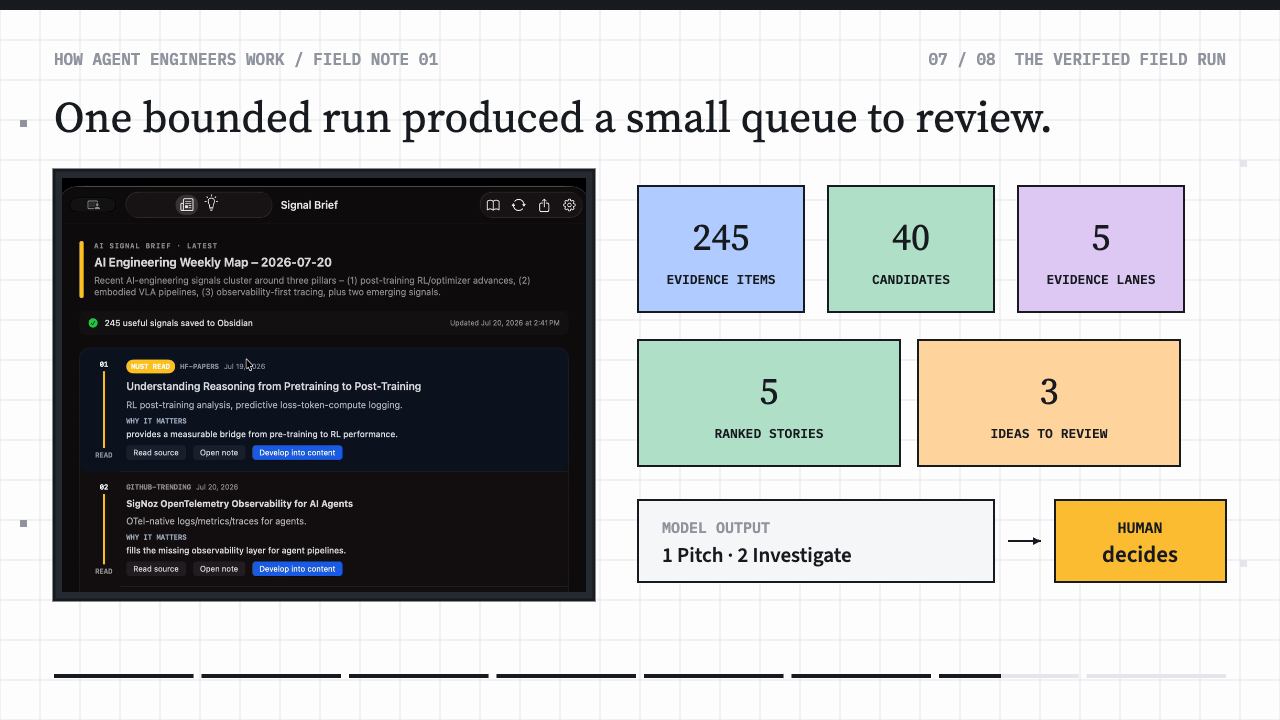 HOW AGENT ENGINEERS WORK / FIELD NOTE 01
07 / 08 THE VERIFIED FIELD RUN
One bounded run produced a small queue to review.
Signal Brief
AI SIGNAL BRIEF · LATEST
AI Engineering Weekly Map – 2026-07-20
Recent AI-engineering signals cluster around three pillars – (1) post-training RL/optimizer advances, (2)
embodied VLA pipelines, (3) observability-first tracing, plus two emerging signals.
245 useful signals saved to Obsidian
Updated Jul 20, 2026 at 2:41 PM
01
MUST READ HF-PAPERS Jul 19, 2026
Understanding Reasoning from Pretraining to Post-Training
RL post-training analysis, predictive loss-token-compute logging.
WHY IT MATTERS
provides a measurable bridge from pre-training to RL performance.
READ
Read source Open note Develop into content
02
GITHUB-TRENDING Jul 20, 2026
SigNoz OpenTelemetry Observability for AI Agents
OTel-native logs/metrics/traces for agents.
WHY IT MATTERS
fills the missing observability layer for agent pipelines.
READ
Read source Open note Develop into content
245
EVIDENCE ITEMS
40
CANDIDATES
5
EVIDENCE LANES
5
RANKED STORIES
3
IDEAS TO REVIEW
MODEL OUTPUT
1 Pitch · 2 Investigate
HUMAN
decides